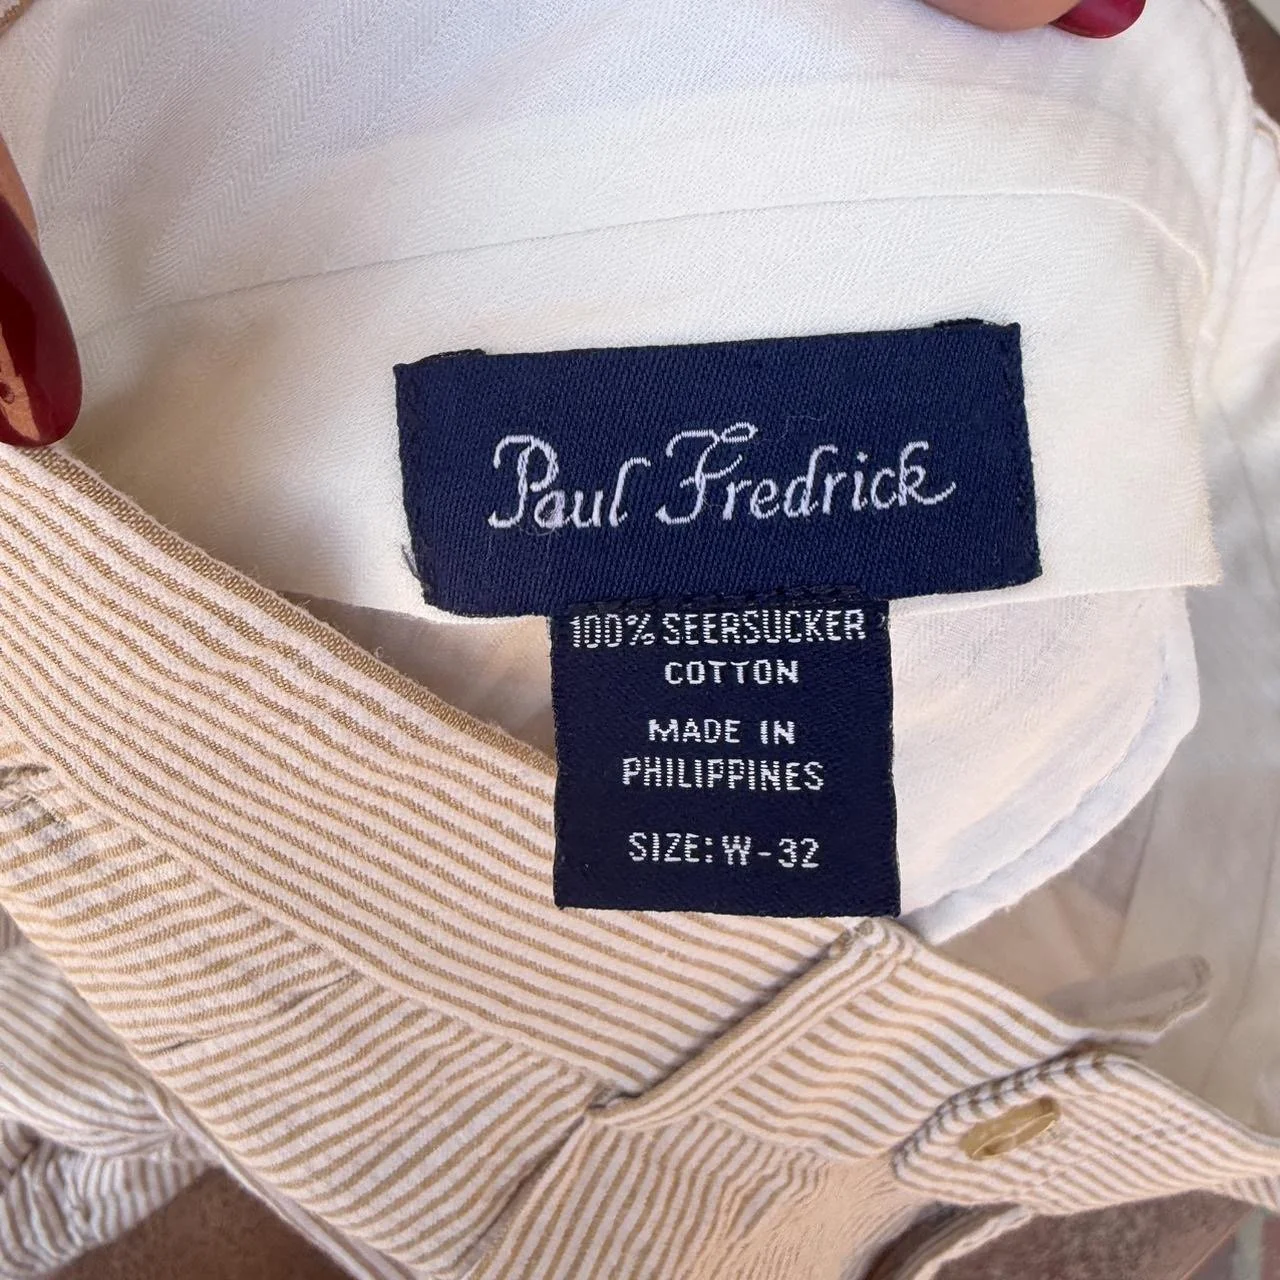 Paul Fredrick
100% SEERSUCKER
COTTON
MADE IN
PHILIPPINES
SIZE: W-32